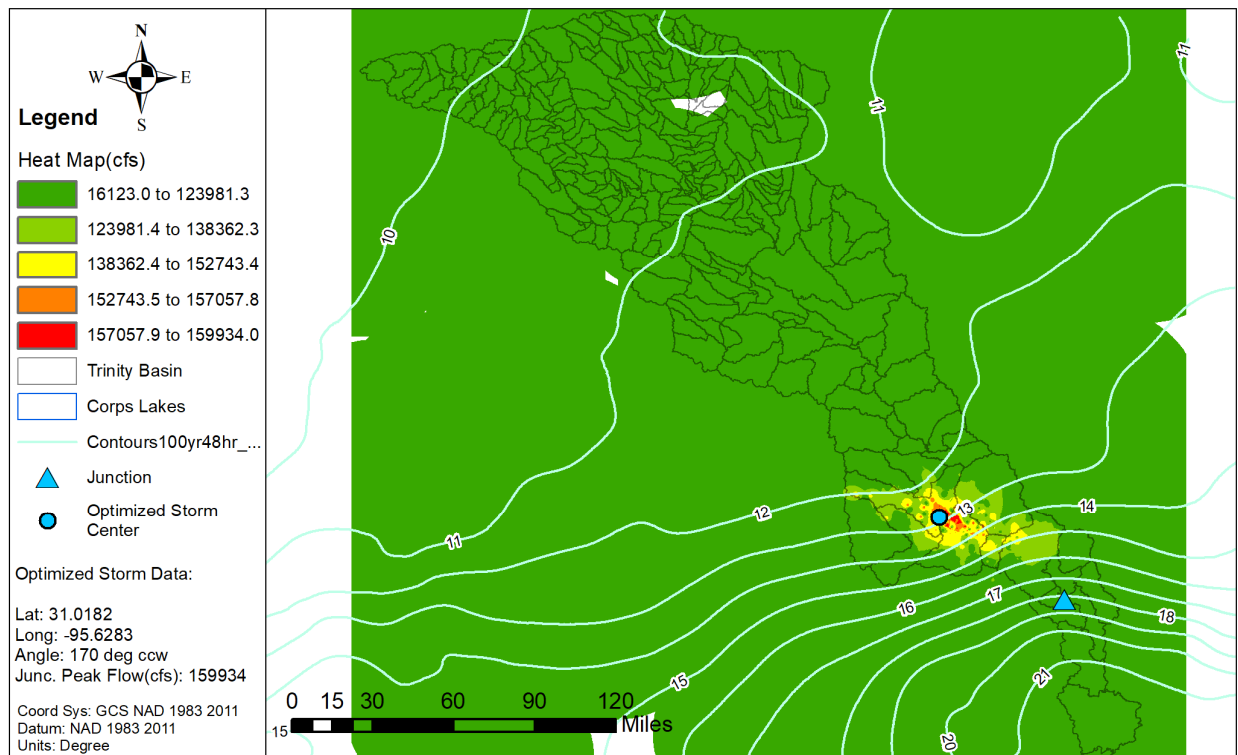 N
W E
S
Legend
Heat Map(cfs)
16123.0 to 123981.3
123981.4 to 138362.3
138362.4 to 152743.4
152743.5 to 157057.8
157057.9 to 159934.0
Trinity Basin
Corps Lakes
Contours100yr48hr_...
Junction
Optimized Storm
Center
Optimized Storm Data:
Lat: 31.0182
Long: -95.6283
Angle: 170 deg ccw
Junc. Peak Flow(cfs): 159934
Coord Sys: GCS NAD 1983 2011
Datum: NAD 1983 2011
Units: Degree
11
11
10
12
13
14
11
17
16
18
15
21
20
15
0 15 30 60 90 120
Miles